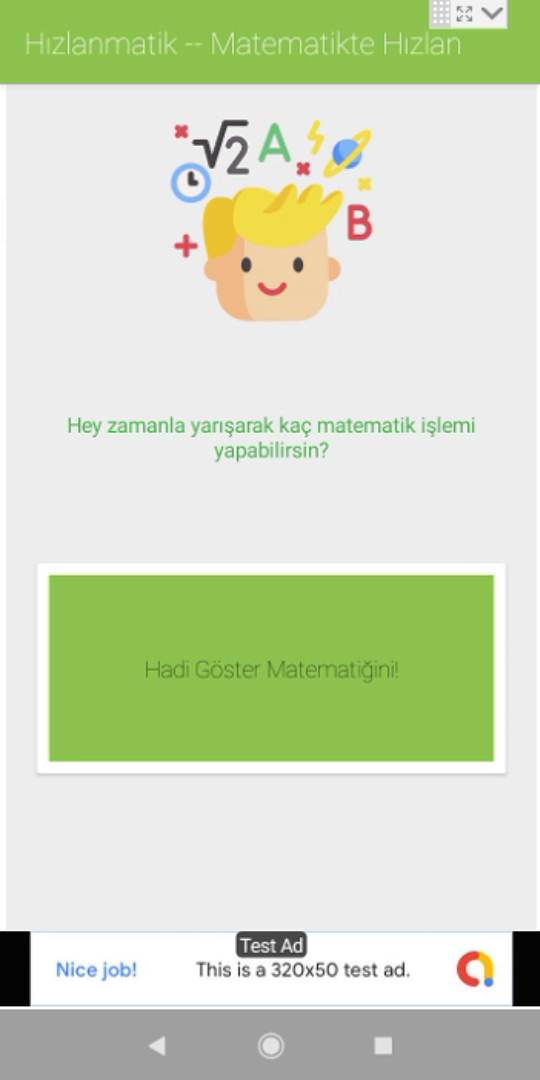 Hızlanmatik -- Matematikte Hızlan
√2 A
B
Hey zamanla yarışarak kaç matematik işlemi
yapabilirsin?
Hadi Göster Matematiğini!
Test Ad
Nice job! This is a 320x50 test ad.